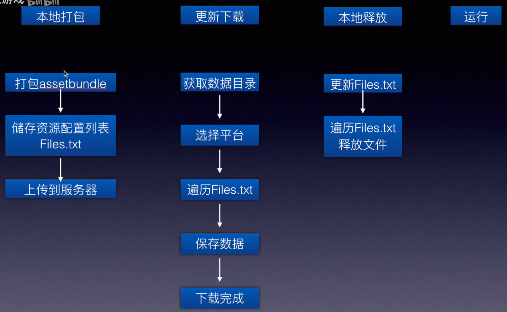 游戏
本地打包
更新下载
本地释放
运行
打包assetbundle
储存资源配置列表
Files.txt
上传到服务器
获取数据目录
选择平台
遍历Files.txt
保存数据
下载完成
更新Files.txt
遍历Files.txt
释放文件